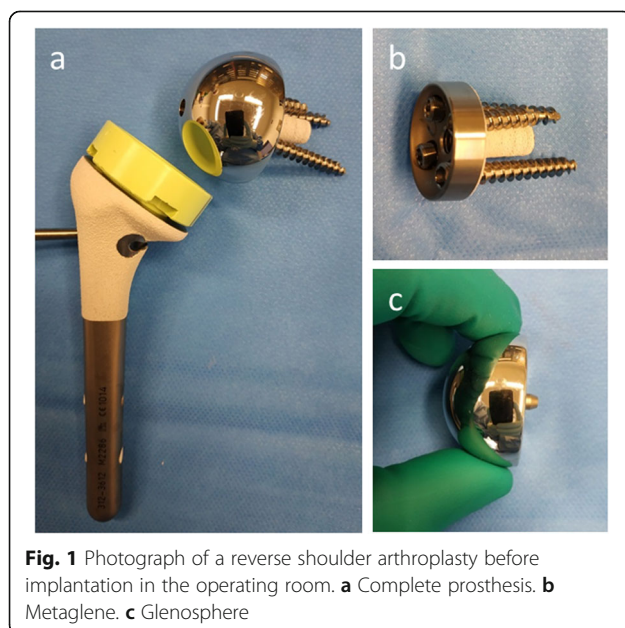 a
b
c
Fig. 1 Photograph of a reverse shoulder arthroplasty before
implantation in the operating room. a Complete prosthesis. b
Metaglene. c Glenosphere